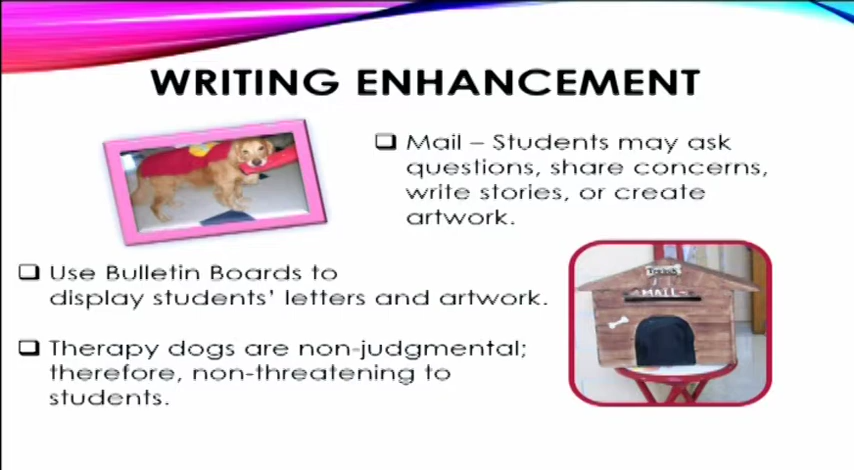 WRITING ENHANCEMENT
❑ Mail – Students may ask
questions, share concerns,
write stories, or create
artwork.
❑ Use Bulletin Boards to
display students’ letters and artwork.
❑ Therapy dogs are non-judgmental;
therefore, non-threatening to
students.
MAIL